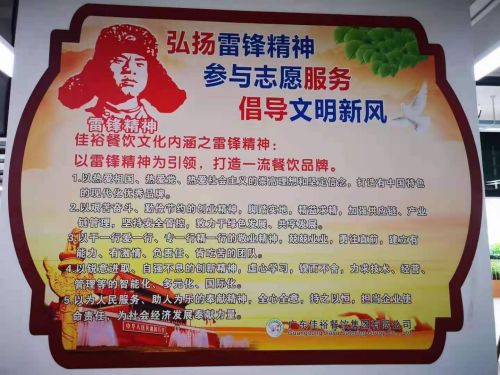 弘扬雷锋精神
参与志愿服务
倡导文明新风
雷锋精神
佳裕餐饮文化内涵之雷锋精神：
以雷锋精神为引领，打造一流餐饮品牌。
1.以热爱祖国、热爱党、热爱社会主义的崇高理想和坚定信念，打造有中国特色
的现代化优秀品牌。
2.以艰苦奋斗、勤俭节约的创业精神，脚踏实地，精益求精，加强供应链、产业
链管理，坚持安全管控，致力于绿色发展、共享发展。
3.以干一行爱一行、专一行精一行的敬业精神，兢兢业业，勇往直前，建立有
能力、有激情、负责任、肯吃苦的团队。
4.以锐意进取、自强不息的创新精神，虚心学习，锲而不舍，力求技术、经营、
管理等的智能化、多元化、国际化。
5.以为人民服务、助人为乐的奉献精神，全心全意，持之以恒，担当企业使
命责任，为社会经济发展奉献力量。
广东佳裕餐饮集团有限公司